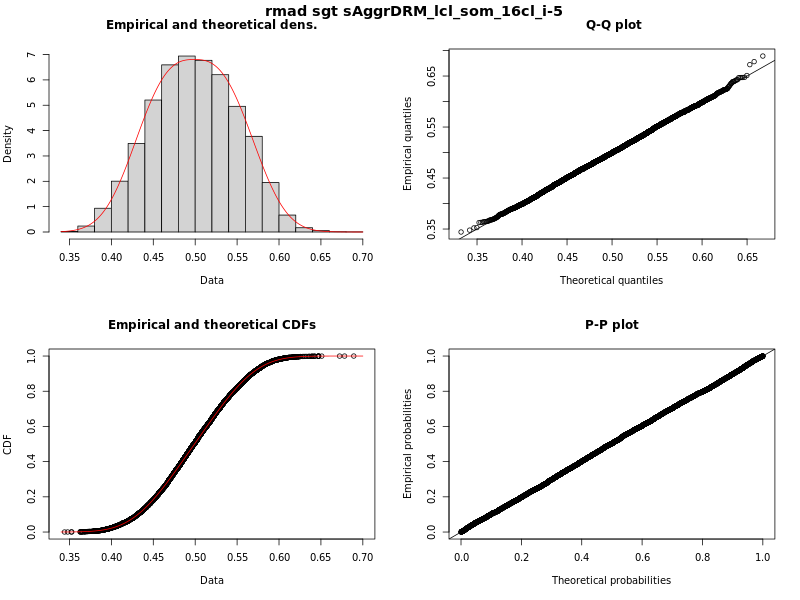 rmad sgt sAggrDRM_lcl_som_16cl_i-5
Empirical and theoretical dens.
Density
0 1 2 3 4 5 6 7
0.35 0.40 0.45 0.50 0.55 0.60 0.65 0.70
Data
Q-Q plot
Empirical quantiles
0.35 0.45 0.55 0.65
0.35 0.40 0.45 0.50 0.55 0.60 0.65
Theoretical quantiles
Empirical and theoretical CDFs
CDF
0.0 0.2 0.4 0.6 0.8 1.0
0.35 0.40 0.45 0.50 0.55 0.60 0.65 0.70
Data
P-P plot
Empirical probabilities
0.0 0.2 0.4 0.6 0.8 1.0
0.0 0.2 0.4 0.6 0.8 1.0
Theoretical probabilities